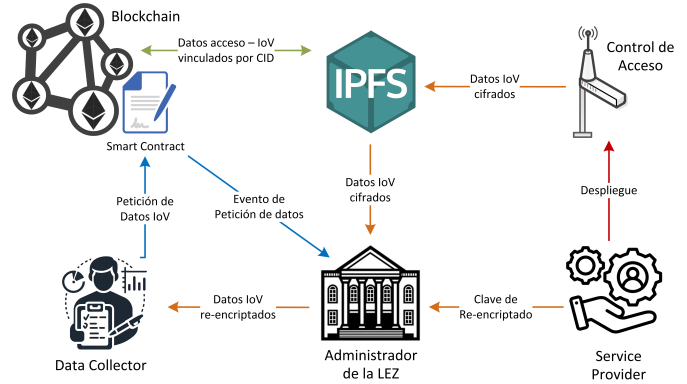 Blockchain
Datos acceso – IoV
vinculados por CID
IPFS
Control de
Acceso
Datos IoV
cifrados
Smart Contract
Petición de
Datos IoV
Evento de
Petición de datos
Datos IoV
cifrados
Despliegue
Datos IoV
re-encriptados
Clave de
Re-encriptado
Data Collector
Administrador
de la LEZ
Service
Provider